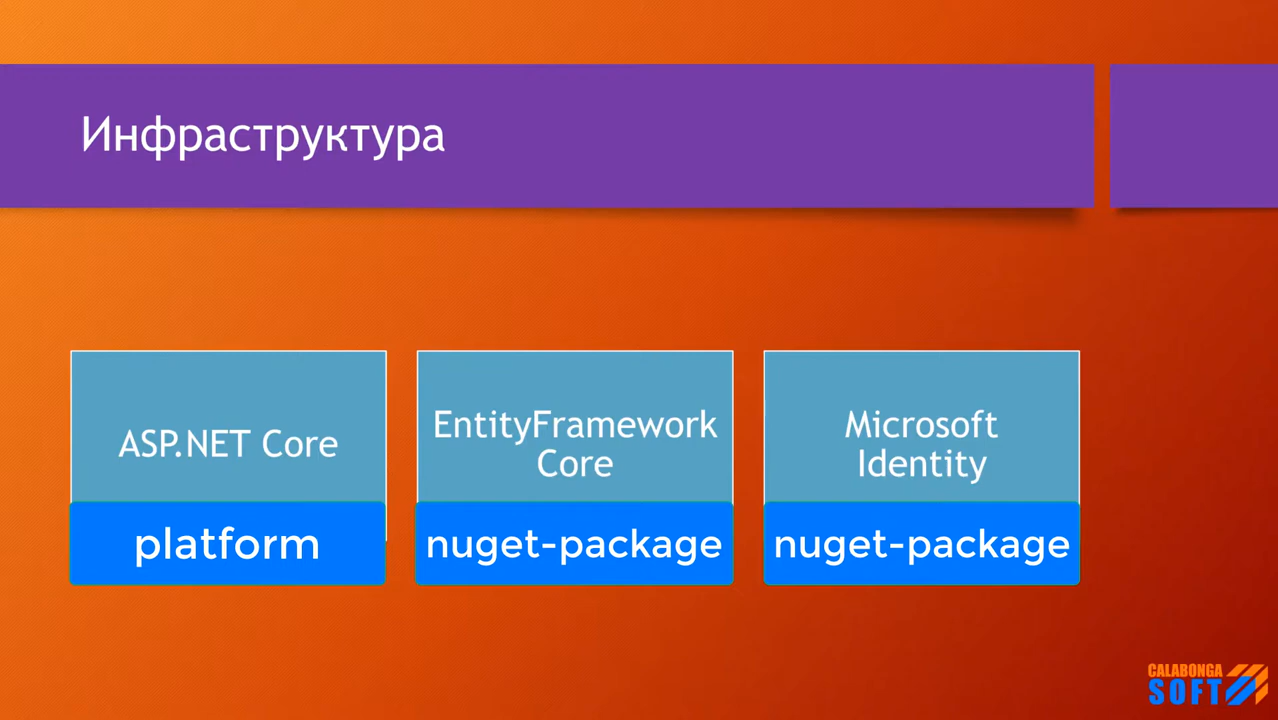 Инфраструктура
ASP.NET Core
platform
EntityFramework
Core
nuget-package
Microsoft
Identity
nuget-package
CALABONGA
SOFT